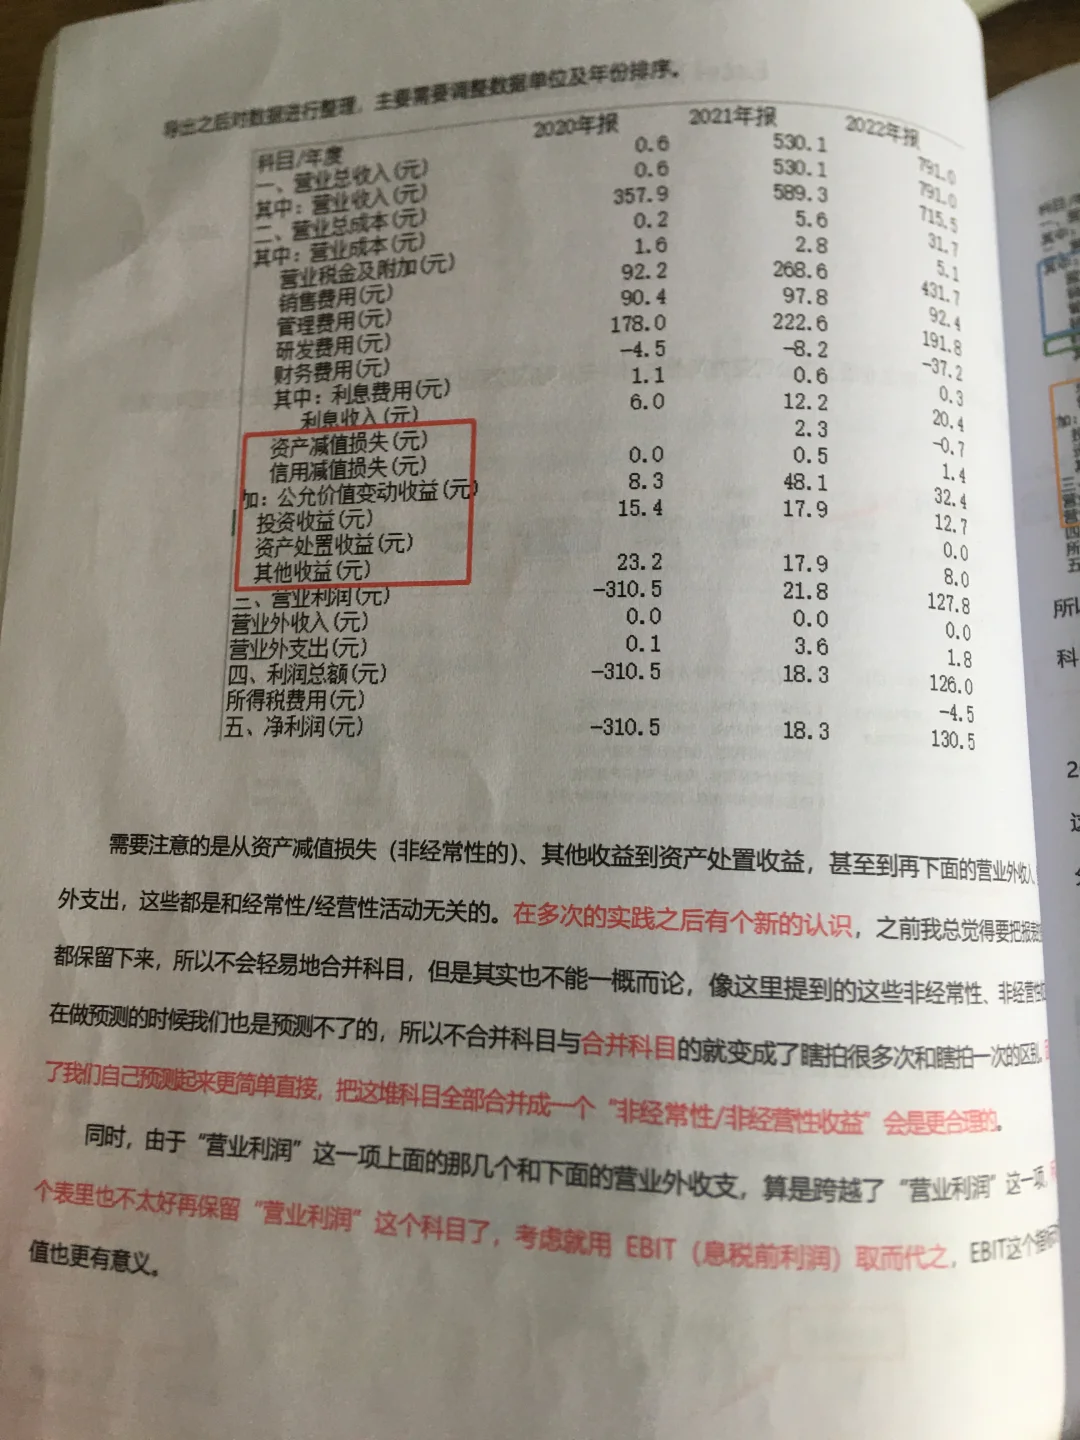 导出之后对数据进行整理，主要需要调整数据单位及年份排序。
科目/年度 2020年报 2021年报 2022年报
一、营业总收入(元) 0.6 530.1 791.0
其中：营业收入(元) 0.6 530.1 791.0
二、营业总成本(元) 357.9 589.3 715.5
其中：营业成本(元) 0.2 5.6 31.7
营业税金及附加(元) 1.6 2.8 5.1
销售费用(元) 92.2 268.6 431.7
管理费用(元) 90.4 97.8 92.4
研发费用(元) 178.0 222.6 191.8
财务费用(元) -4.5 -8.2 -37.2
其中：利息费用(元) 1.1 0.6 0.3
利息收入(元) 6.0 12.2 20.4
资产减值损失(元) 2.3 -0.7
信用减值损失(元) 0.0 0.5 1.4
加：公允价值变动收益(元) 8.3 48.1 32.4
投资收益(元) 15.4 17.9 12.7
资产处置收益(元) 0.0
其他收益(元) 23.2 17.9 8.0
三、营业利润(元) -310.5 21.8 127.8
营业外收入(元) 0.0 0.0 0.0
营业外支出(元) 0.1 3.6 1.8
四、利润总额(元) -310.5 18.3 126.0
所得税费用(元) -4.5
五、净利润(元) -310.5 18.3 130.5
需要注意的是从资产减值损失（非经常性的）、其他收益到资产处置收益，甚至到再下面的营业外收入
外支出，这些都是和经常性/经营性活动无关的。在多次的实践之后有个新的认识，之前我总觉得要把报表
都保留下来，所以不会轻易地合并科目，但是其实也不能一概而论，像这里提到的这些非经常性、非经营性
在做预测的时候我们也是预测不了的，所以不合并科目与合并科目的就变成了瞎拍很多次和瞎拍一次的区别。
了我们自己预测起来更简单直接，把这堆科目全部合并成一个“非经常性/非经营性收益”会是更合理的。
同时，由于“营业利润”这一项上面的那几个和下面的营业外收支，算是跨越了“营业利润”这一项，
个表里也不太好再保留“营业利润”这个科目了，考虑就用 EBIT（息税前利润）取而代之，EBIT这个
值也更有意义。
科目/
一、营
其中：
二、
加：
三、
营
营
四
所
五
所以
科
2